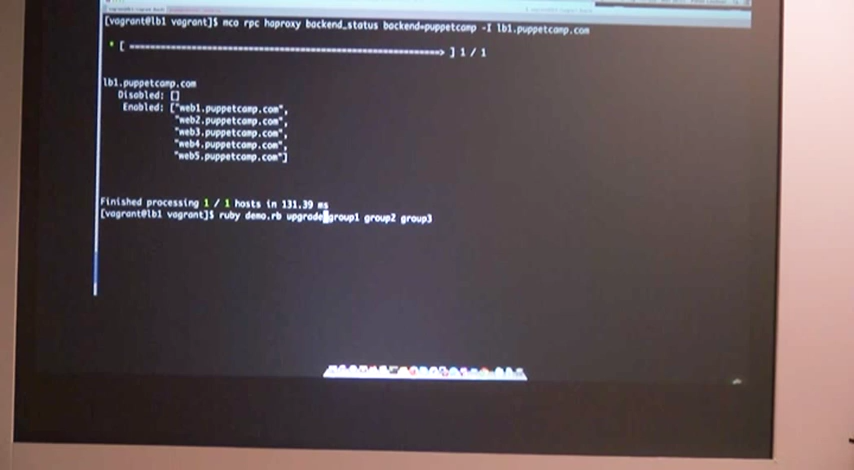 [vagrant@lb1 vagrant]$ mco rpc haproxy backend_status backend=puppetcamp -I lb1.puppetcamp.com
* [ ============================================================> ] 1 / 1
lb1.puppetcamp.com
Disabled: []
Enabled: ["web1.puppetcamp.com",
"web2.puppetcamp.com",
"web3.puppetcamp.com",
"web4.puppetcamp.com",
"web5.puppetcamp.com"]
Finished processing 1 / 1 hosts in 131.39 ms
[vagrant@lb1 vagrant]$ ruby demo.rb upgrade group1 group2 group3